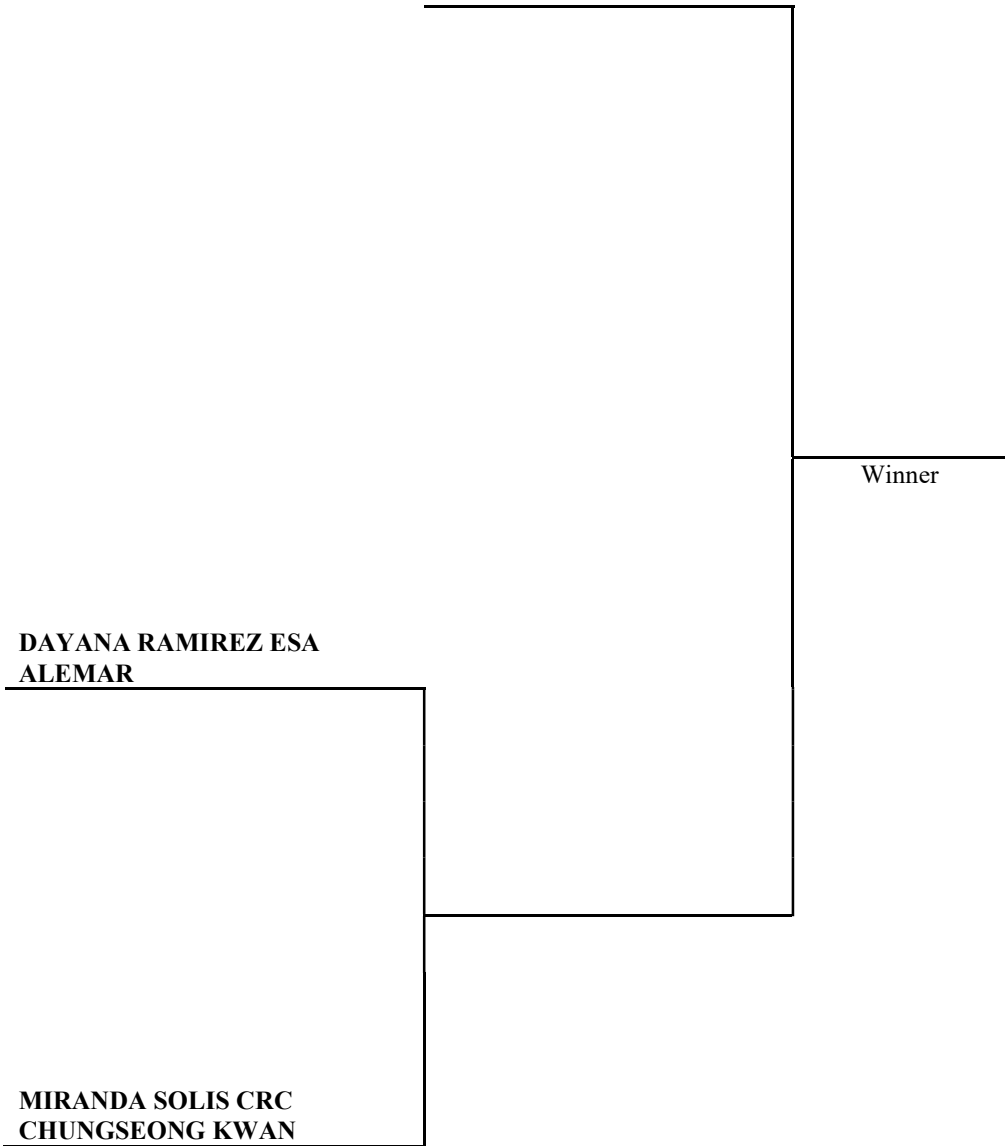 Winner
DAYANA RAMIREZ ESA
ALEMAR
MIRANDA SOLIS CRC
CHUNGSEONG KWAN